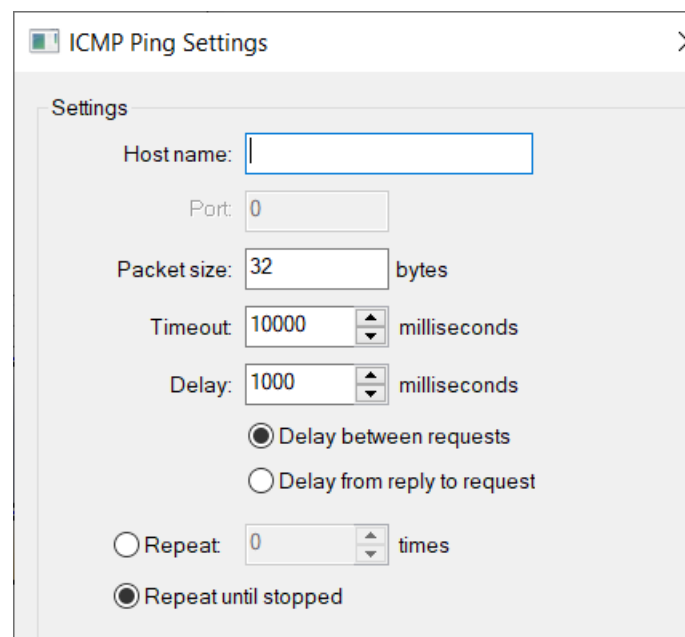 ICMP Ping Settings
Settings
Host name:
Port: 0
Packet size: 32 bytes
Timeout: 10000 milliseconds
Delay: 1000 milliseconds
Delay between requests
Delay from reply to request
Repeat: 0 times
Repeat until stopped